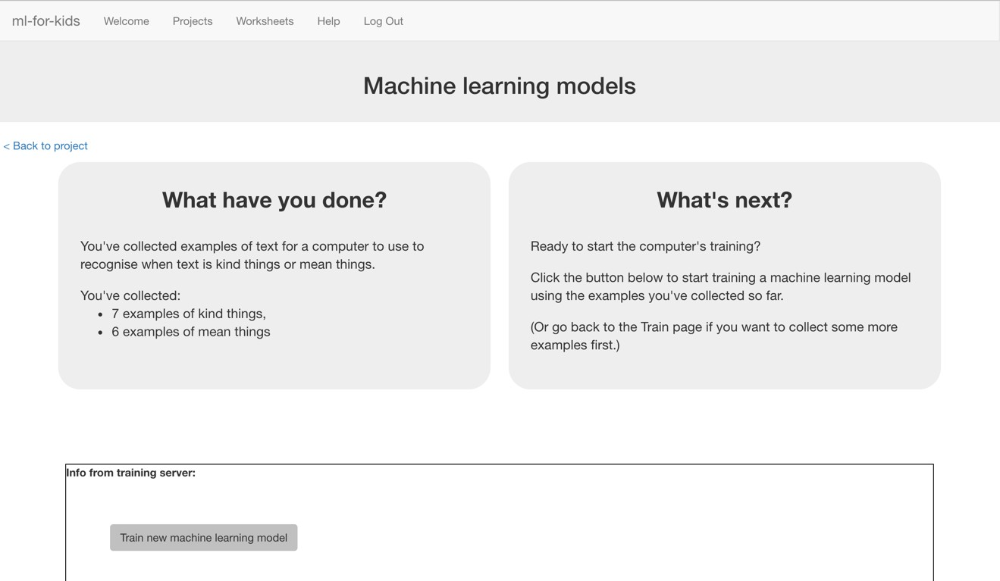 ml-for-kids Welcome Projects Worksheets Help Log Out
Machine learning models
< Back to project
What have you done?
You've collected examples of text for a computer to use to
recognise when text is kind things or mean things.
You've collected:
• 7 examples of kind things,
• 6 examples of mean things
What's next?
Ready to start the computer's training?
Click the button below to start training a machine learning model
using the examples you've collected so far.
(Or go back to the Train page if you want to collect some more
examples first.)
Info from training server:
Train new machine learning model